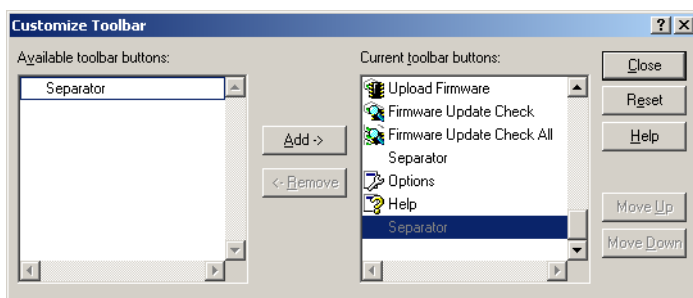 Customize Toolbar
Available toolbar buttons:
Separator
Add ->
<- Remove
Current toolbar buttons:
Upload Firmware
Firmware Update Check
Firmware Update Check All
Separator
Options
Help
Separator
Close
Reset
Help
Move Up
Move Down